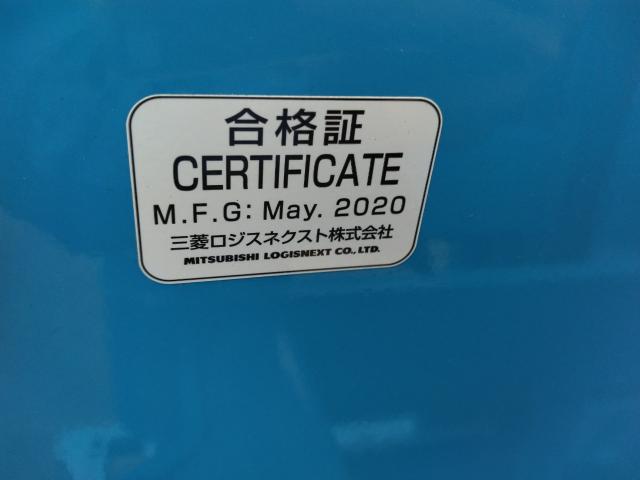 合格証
CERTIFICATE
M.F.G: May. 2020
三菱ロジスネクスト株式会社
MITSUBISHI LOGISNEXT CO., LTD.